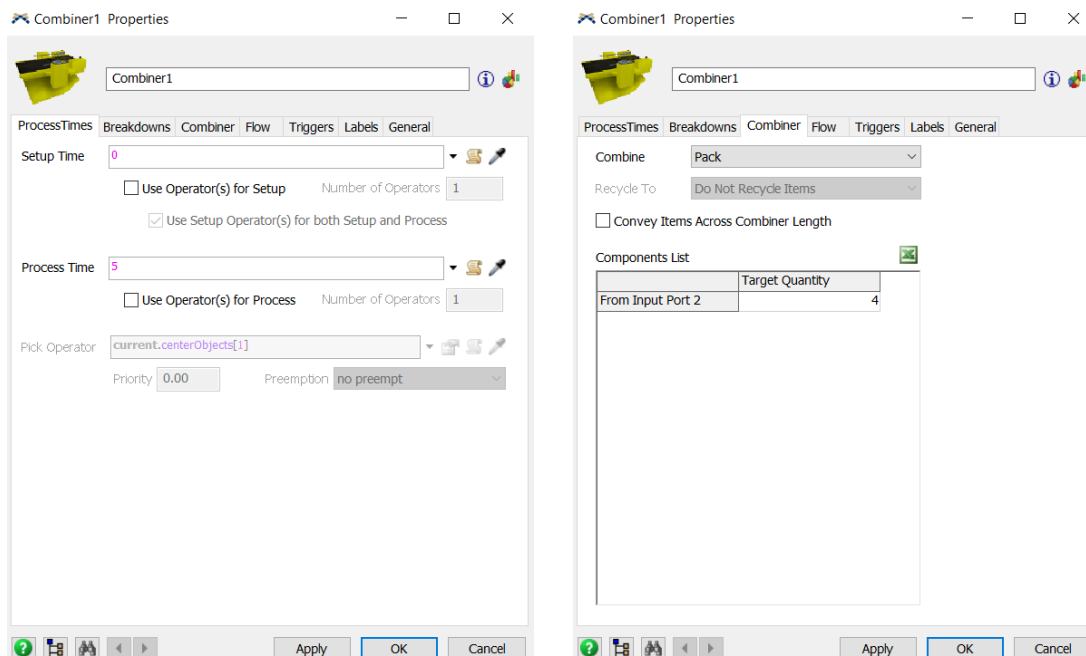 Combiner1 Properties
Combiner1
ProcessTimes Breakdowns Combiner Flow Triggers Labels General
Setup Time 0
Use Operator(s) for Setup Number of Operators 1
Use Setup Operator(s) for both Setup and Process
Process Time 5
Use Operator(s) for Process Number of Operators 1
Pick Operator current.centerObjects[1]
Priority 0.00 Preemption no preempt
Apply OK Cancel
Combiner1 Properties
Combiner1
ProcessTimes Breakdowns Combiner Flow Triggers Labels General
Combine Pack
Recycle To Do Not Recycle Items
Convey Items Across Combiner Length
Components List
Target Quantity
From Input Port 2 4
Apply OK Cancel